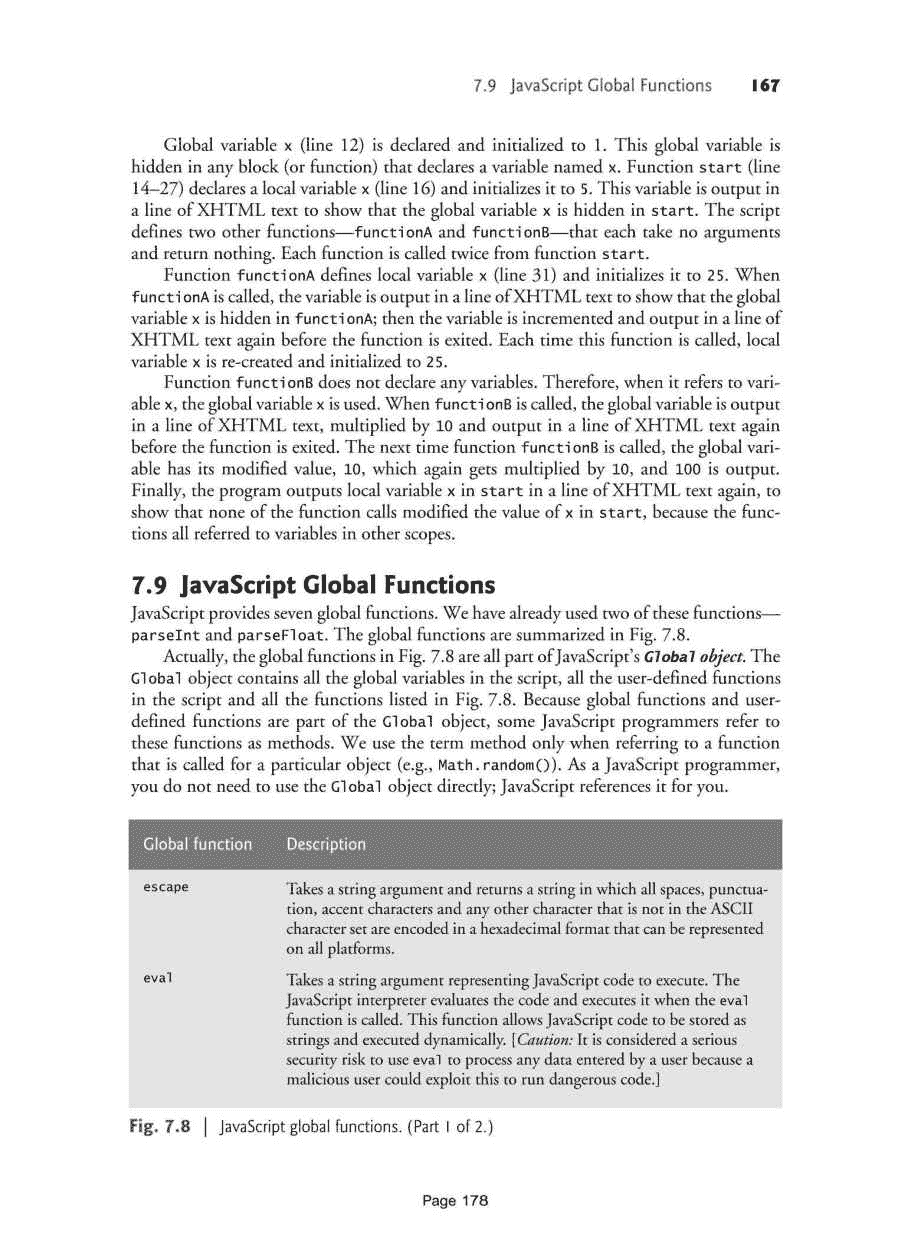 7.9 JavaScript Global Functions 167
Global variable x (line 12) is declared and initialized to 1. This global variable is
hidden in any block (or function) that declares a variable named x. Function start (line
14–27) declares a local variable x (line 16) and initializes it to 5. This variable is output in
a line of XHTML text to show that the global variable x is hidden in start. The script
defines two other functions—functionA and functionB—that each take no arguments
and return nothing. Each function is called twice from function start.
Function functionA defines local variable x (line 31) and initializes it to 25. When
functionA is called, the variable is output in a line of XHTML text to show that the global
variable x is hidden in functionA; then the variable is incremented and output in a line of
XHTML text again before the function is exited. Each time this function is called, local
variable x is re-created and initialized to 25.
Function functionB does not declare any variables. Therefore, when it refers to vari-
able x, the global variable x is used. When functionB is called, the global variable is output
in a line of XHTML text, multiplied by 10 and output in a line of XHTML text again
before the function is exited. The next time function functionB is called, the global vari-
able has its modified value, 10, which again gets multiplied by 10, and 100 is output.
Finally, the program outputs local variable x in start in a line of XHTML text again, to
show that none of the function calls modified the value of x in start, because the func-
tions all referred to variables in other scopes.
7.9 JavaScript Global Functions
JavaScript provides seven global functions. We have already used two of these functions—
parseInt and parseFloat. The global functions are summarized in Fig. 7.8.
Actually, the global functions in Fig. 7.8 are all part of JavaScript's Global object. The
Global object contains all the global variables in the script, all the user-defined functions
in the script and all the functions listed in Fig. 7.8. Because global functions and user-
defined functions are part of the Global object, some JavaScript programmers refer to
these functions as methods. We use the term method only when referring to a function
that is called for a particular object (e.g., Math.random()). As a JavaScript programmer,
you do not need to use the Global object directly; JavaScript references it for you.
Global function Description
escape Takes a string argument and returns a string in which all spaces, punctua-
tion, accent characters and any other character that is not in the ASCII
character set are encoded in a hexadecimal format that can be represented
on all platforms.
eval Takes a string argument representing JavaScript code to execute. The
JavaScript interpreter evaluates the code and executes it when the eval
function is called. This function allows JavaScript code to be stored as
strings and executed dynamically. [Caution: It is considered a serious
security risk to use eval to process any data entered by a user because a
malicious user could exploit this to run dangerous code.]
Fig. 7.8 | JavaScript global functions. (Part 1 of 2.)
Page 178